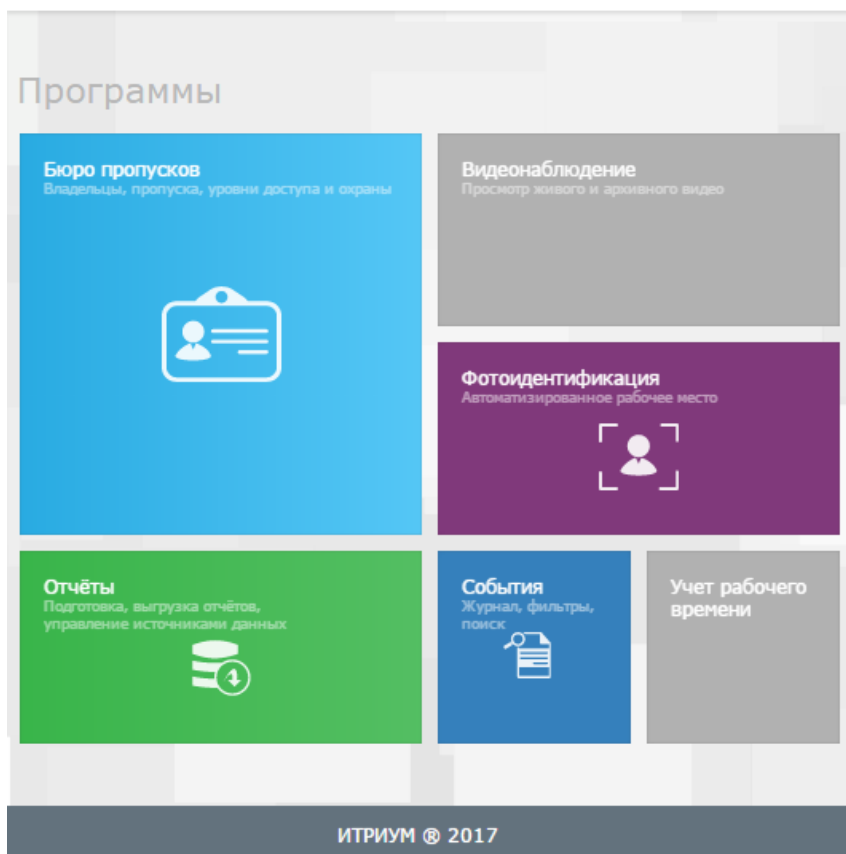 Программы
Бюро пропусков
Владельцы, пропуска, уровни доступа и охраны
Видеонаблюдение
Просмотр живого и архивного видео
Фотоидентификация
Автоматизированное рабочее место
Отчёты
Подготовка, выгрузка отчётов,
управление источниками данных
События
Журнал, фильтры,
поиск
Учет рабочего
времени
ИТРИУМ ® 2017